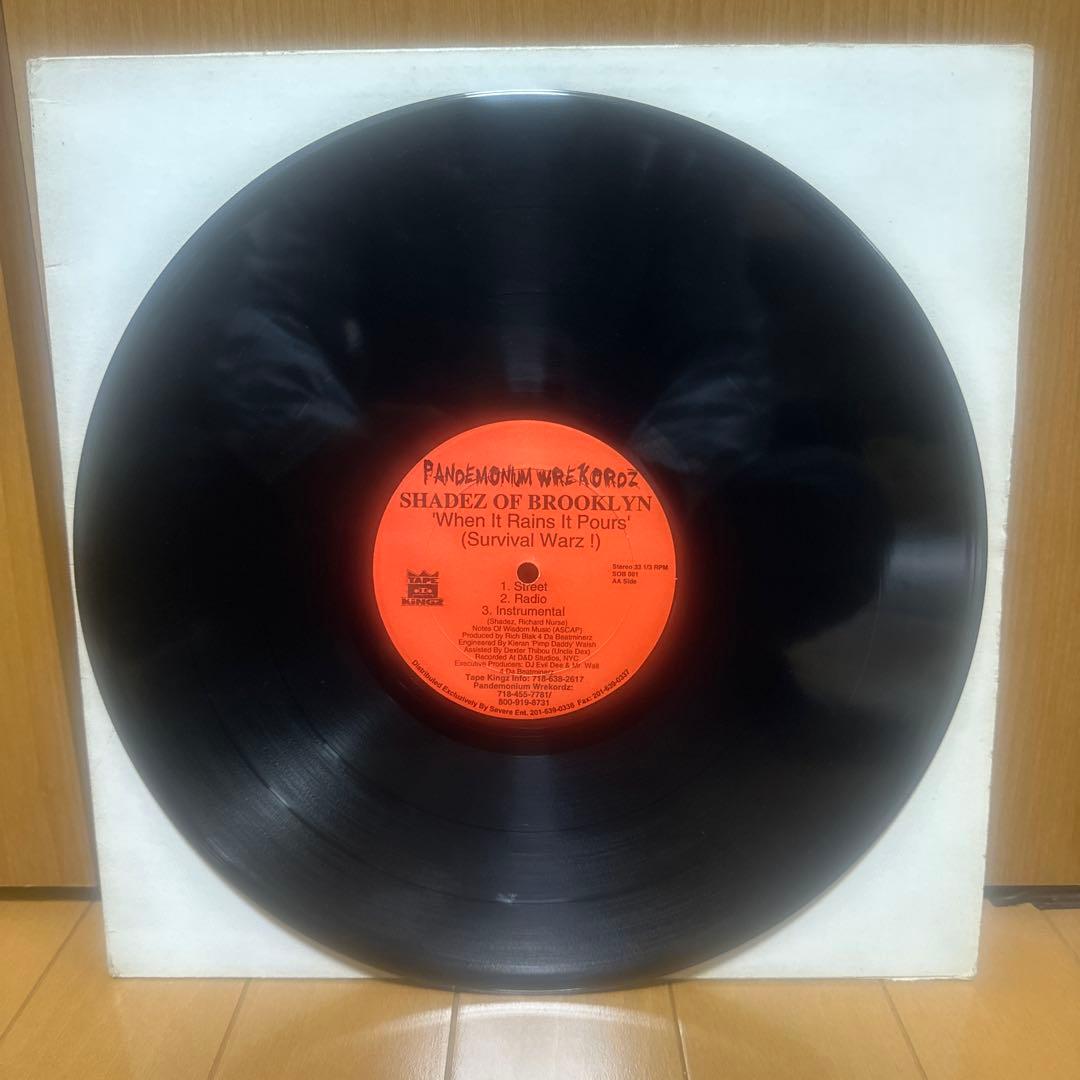 PANDEMONIUM WREKORDZ
SHADEZ OF BROOKLYN
'When It Rains It Pours'
(Survival Warz !)
Stereo 33 1/3 RPM
SOB 001
AA Side
TAPE
KINGZ
1. Street
2. Radio
3. Instrumental
(Shadez, Richard Nurse)
Notes Of Wisdom Music (ASCAP)
Produced by Rich Blak 4 Da Beatminerz
Engineered By Kieran 'Pimp Daddy' Walsh
Assisted By Dexter Thibou (Uncle Dex)
Recorded At D&D Studios, NYC
Executive Producers: DJ Evil Dee & Mr. Walt
4 Da Beatminerz
Tape Kingz Info: 718-638-2617
Pandemonium Wrekordz:
718-455-7781/
800-919-8731
Distributed Exclusively By Severe Ent. 201-639-0338 Fax: 201-639-0337